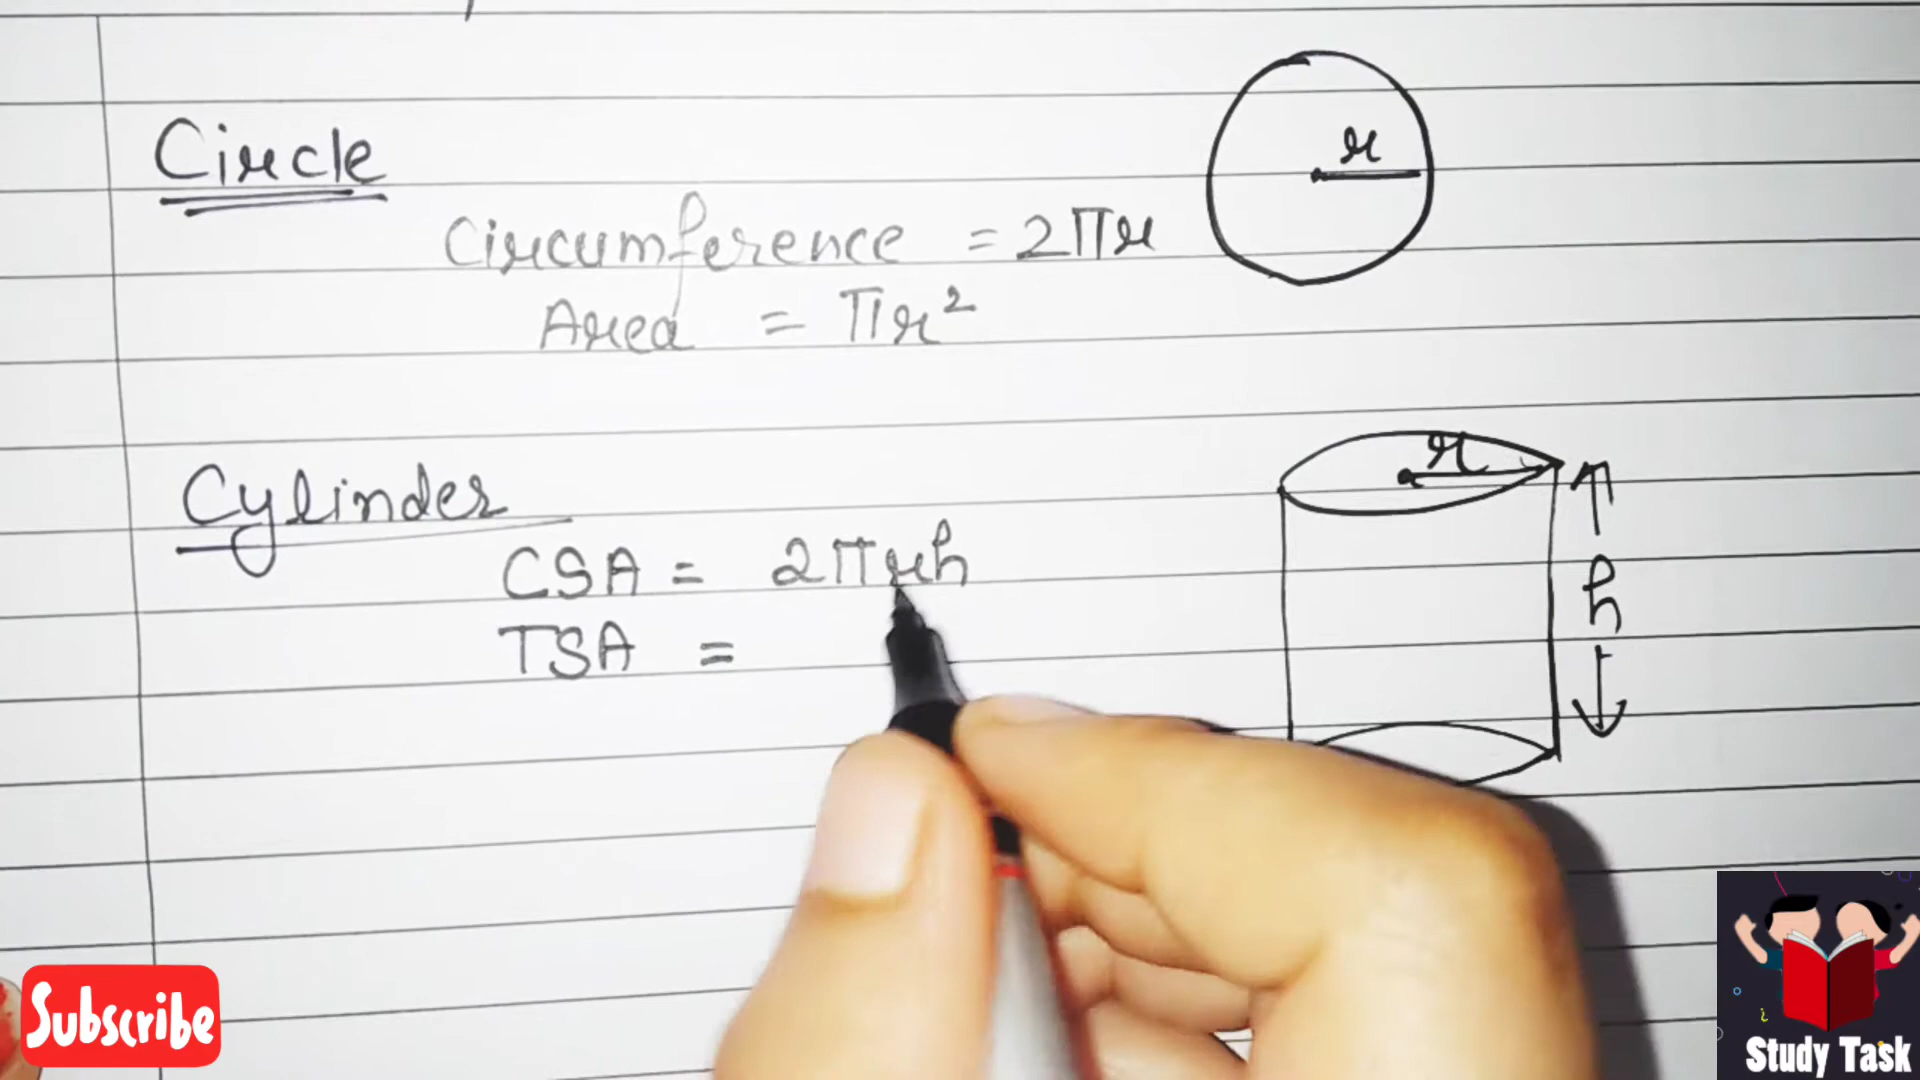 Circle
r
Circumference = 2πr
Area = πr²
Cylinder
r
CSA = 2πrh
h
TSA =
Subscribe
Study Task